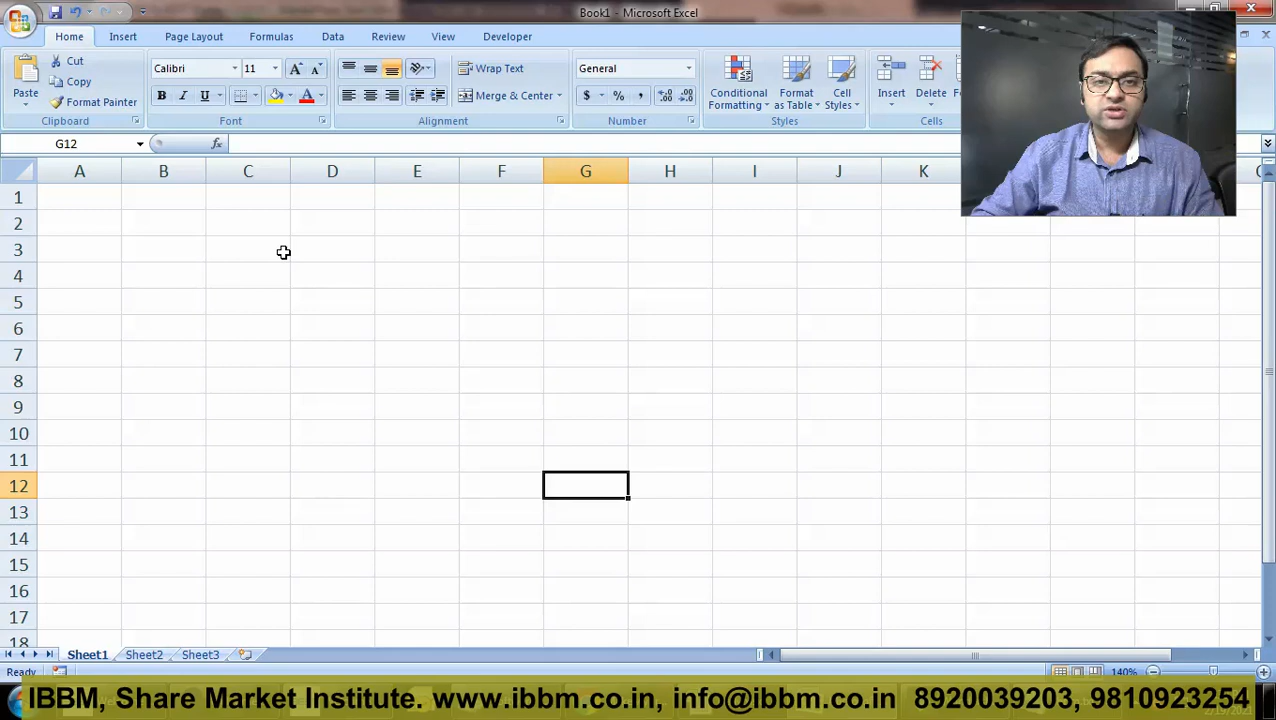 Book1 - Microsoft Excel
Home Insert Page Layout Formulas Data Review View Developer
Paste
Cut
Copy
Format Painter
Clipboard
Calibri 11
B I U A
Font
Wrap Text
Merge & Center
Alignment
General
$ % ,
Number
Conditional Formatting
Format as Table
Cell Styles
Styles
Insert
Delete
Cells
G12
fx
A B C D E F G H I J K
1
2
3
4
5
6
7
8
9
10
11
12
13
14
15
16
17
18
Sheet1 Sheet2 Sheet3
Ready
140%
IBBM, Share Market Institute. www.ibbm.co.in, info@ibbm.co.in 8920039203, 9810923254